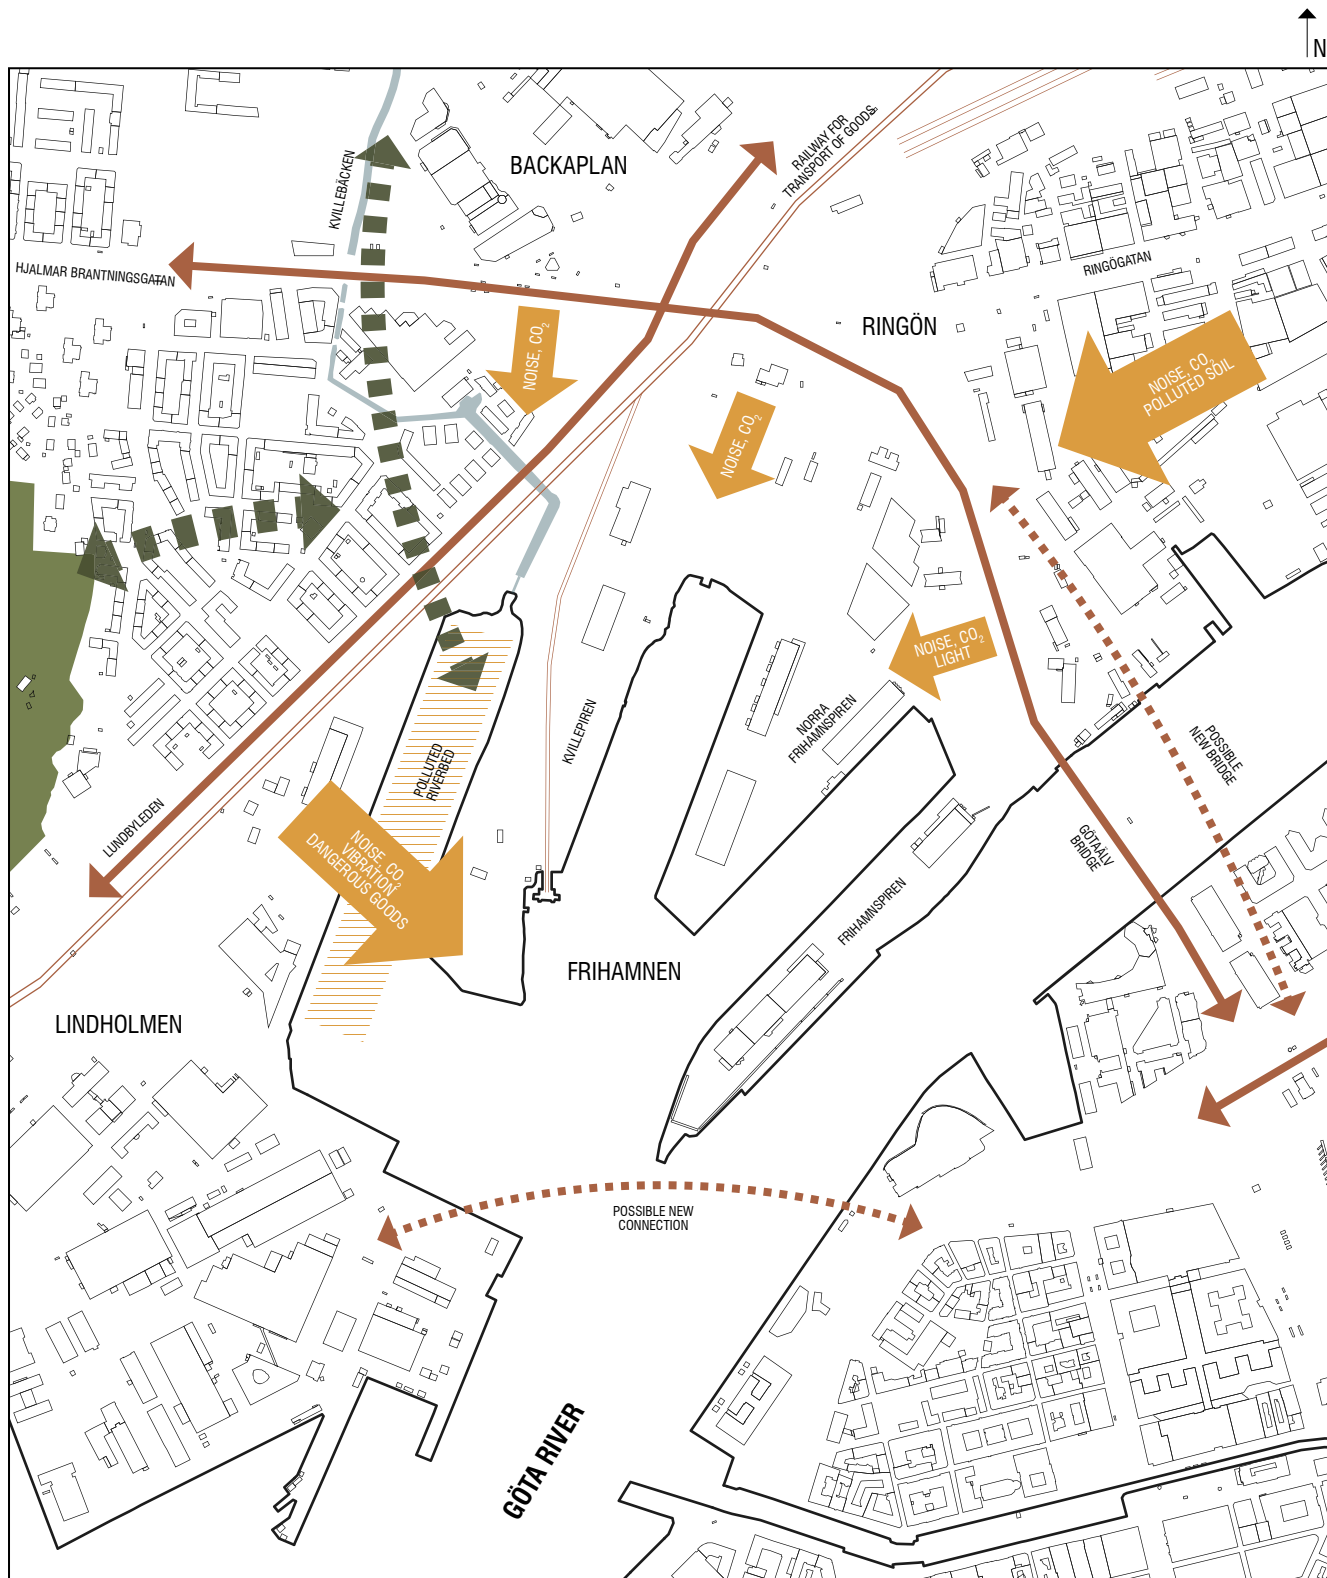 N
RAILWAY FOR
TRANSPORT OF GOODS
BACKAPLAN
KVILLEBÄCKEN
HJALMAR BRANTNINGSGATAN
RINGÖGATAN
RINGÖN
NOISE, CO2
NOISE, CO2
POLLUTED SOIL
NOISE, CO2
NOISE, CO2
LIGHT
KVILLEPIREN
NORRA
FRIHAMNSPIREN
POSSIBLE
NEW BRIDGE
POLLUTED
RIVERBED
LUNDBYLEDEN
NOISE, CO2
VIBRATION
DANGEROUS GOODS
GÖTAÄLV
BRIDGE
FRIHAMNSPIREN
FRIHAMNEN
LINDHOLMEN
POSSIBLE NEW
CONNECTION
GÖTA RIVER